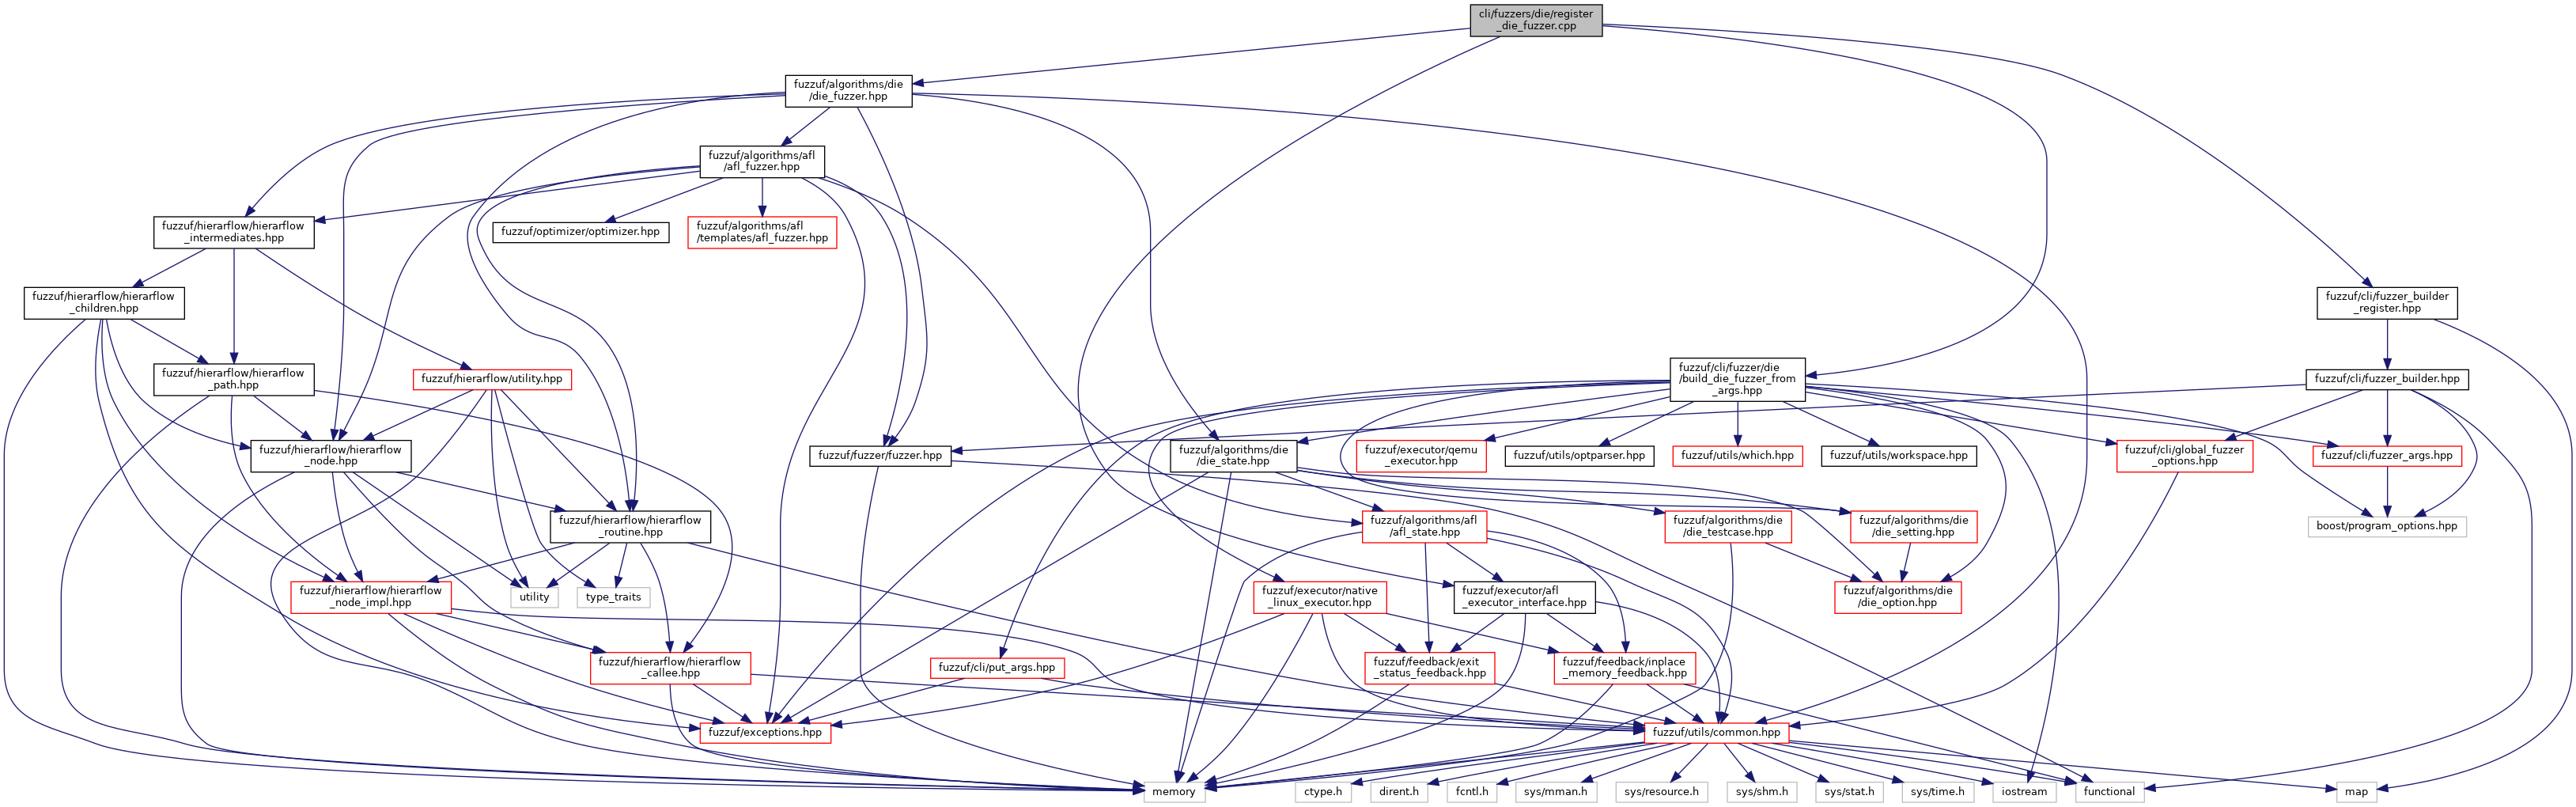 cli/fuzzers/die/register
_die_fuzzer.cpp
fuzzuf/algorithms/die
/die_fuzzer.hpp
fuzzuf/algorithms/afl
/afl_fuzzer.hpp
fuzzuf/hierarflow/hierarflow
_intermediates.hpp
fuzzuf/optimizer/optimizer.hpp
fuzzuf/algorithms/afl
/templates/afl_fuzzer.hpp
fuzzuf/hierarflow/hierarflow
_children.hpp
fuzzuf/cli/fuzzer_builder
_register.hpp
fuzzuf/hierarflow/hierarflow
_path.hpp
fuzzuf/hierarflow/utility.hpp
fuzzuf/cli/fuzzer/die
/build_die_fuzzer_from
_args.hpp
fuzzuf/cli/fuzzer_builder.hpp
fuzzuf/hierarflow/hierarflow
_node.hpp
fuzzuf/fuzzer/fuzzer.hpp
fuzzuf/algorithms/die
/die_state.hpp
fuzzuf/executor/qemu
_executor.hpp
fuzzuf/utils/optparser.hpp
fuzzuf/utils/which.hpp
fuzzuf/utils/workspace.hpp
fuzzuf/cli/global_fuzzer
_options.hpp
fuzzuf/cli/fuzzer_args.hpp
fuzzuf/hierarflow/hierarflow
_routine.hpp
fuzzuf/algorithms/afl
/afl_state.hpp
fuzzuf/algorithms/die
/die_testcase.hpp
fuzzuf/algorithms/die
/die_setting.hpp
boost/program_options.hpp
fuzzuf/hierarflow/hierarflow
_node_impl.hpp
utility
type_traits
fuzzuf/executor/native
_linux_executor.hpp
fuzzuf/executor/afl
_executor_interface.hpp
fuzzuf/algorithms/die
/die_option.hpp
fuzzuf/hierarflow/hierarflow
_callee.hpp
fuzzuf/cli/put_args.hpp
fuzzuf/feedback/exit
_status_feedback.hpp
fuzzuf/feedback/inplace
_memory_feedback.hpp
fuzzuf/exceptions.hpp
fuzzuf/utils/common.hpp
memory
ctype.h
dirent.h
fcntl.h
sys/mman.h
sys/resource.h
sys/shm.h
sys/stat.h
sys/time.h
iostream
functional
map